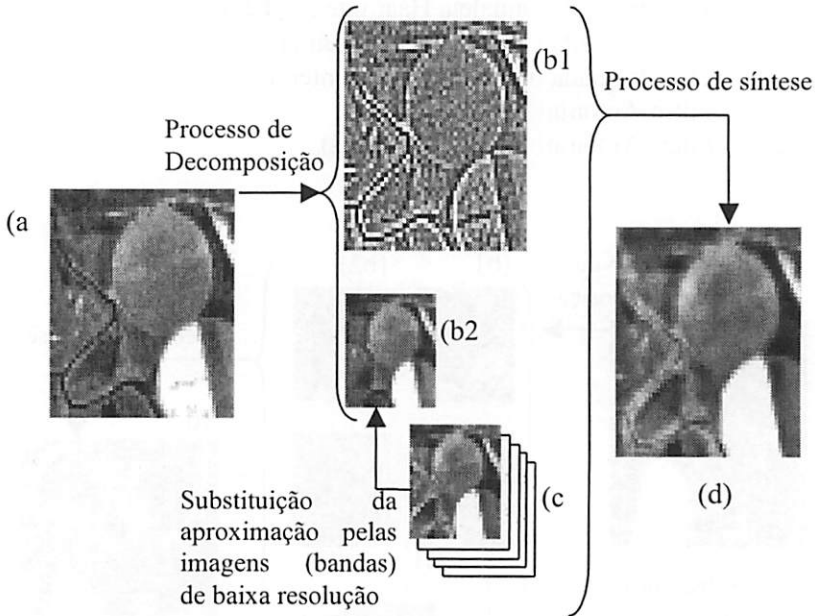 (b1
Processo de síntese
Processo de
Decomposição
(a
(b2
(c
(d)
Substituição da
aproximação pelas
imagens (bandas)
de baixa resolução